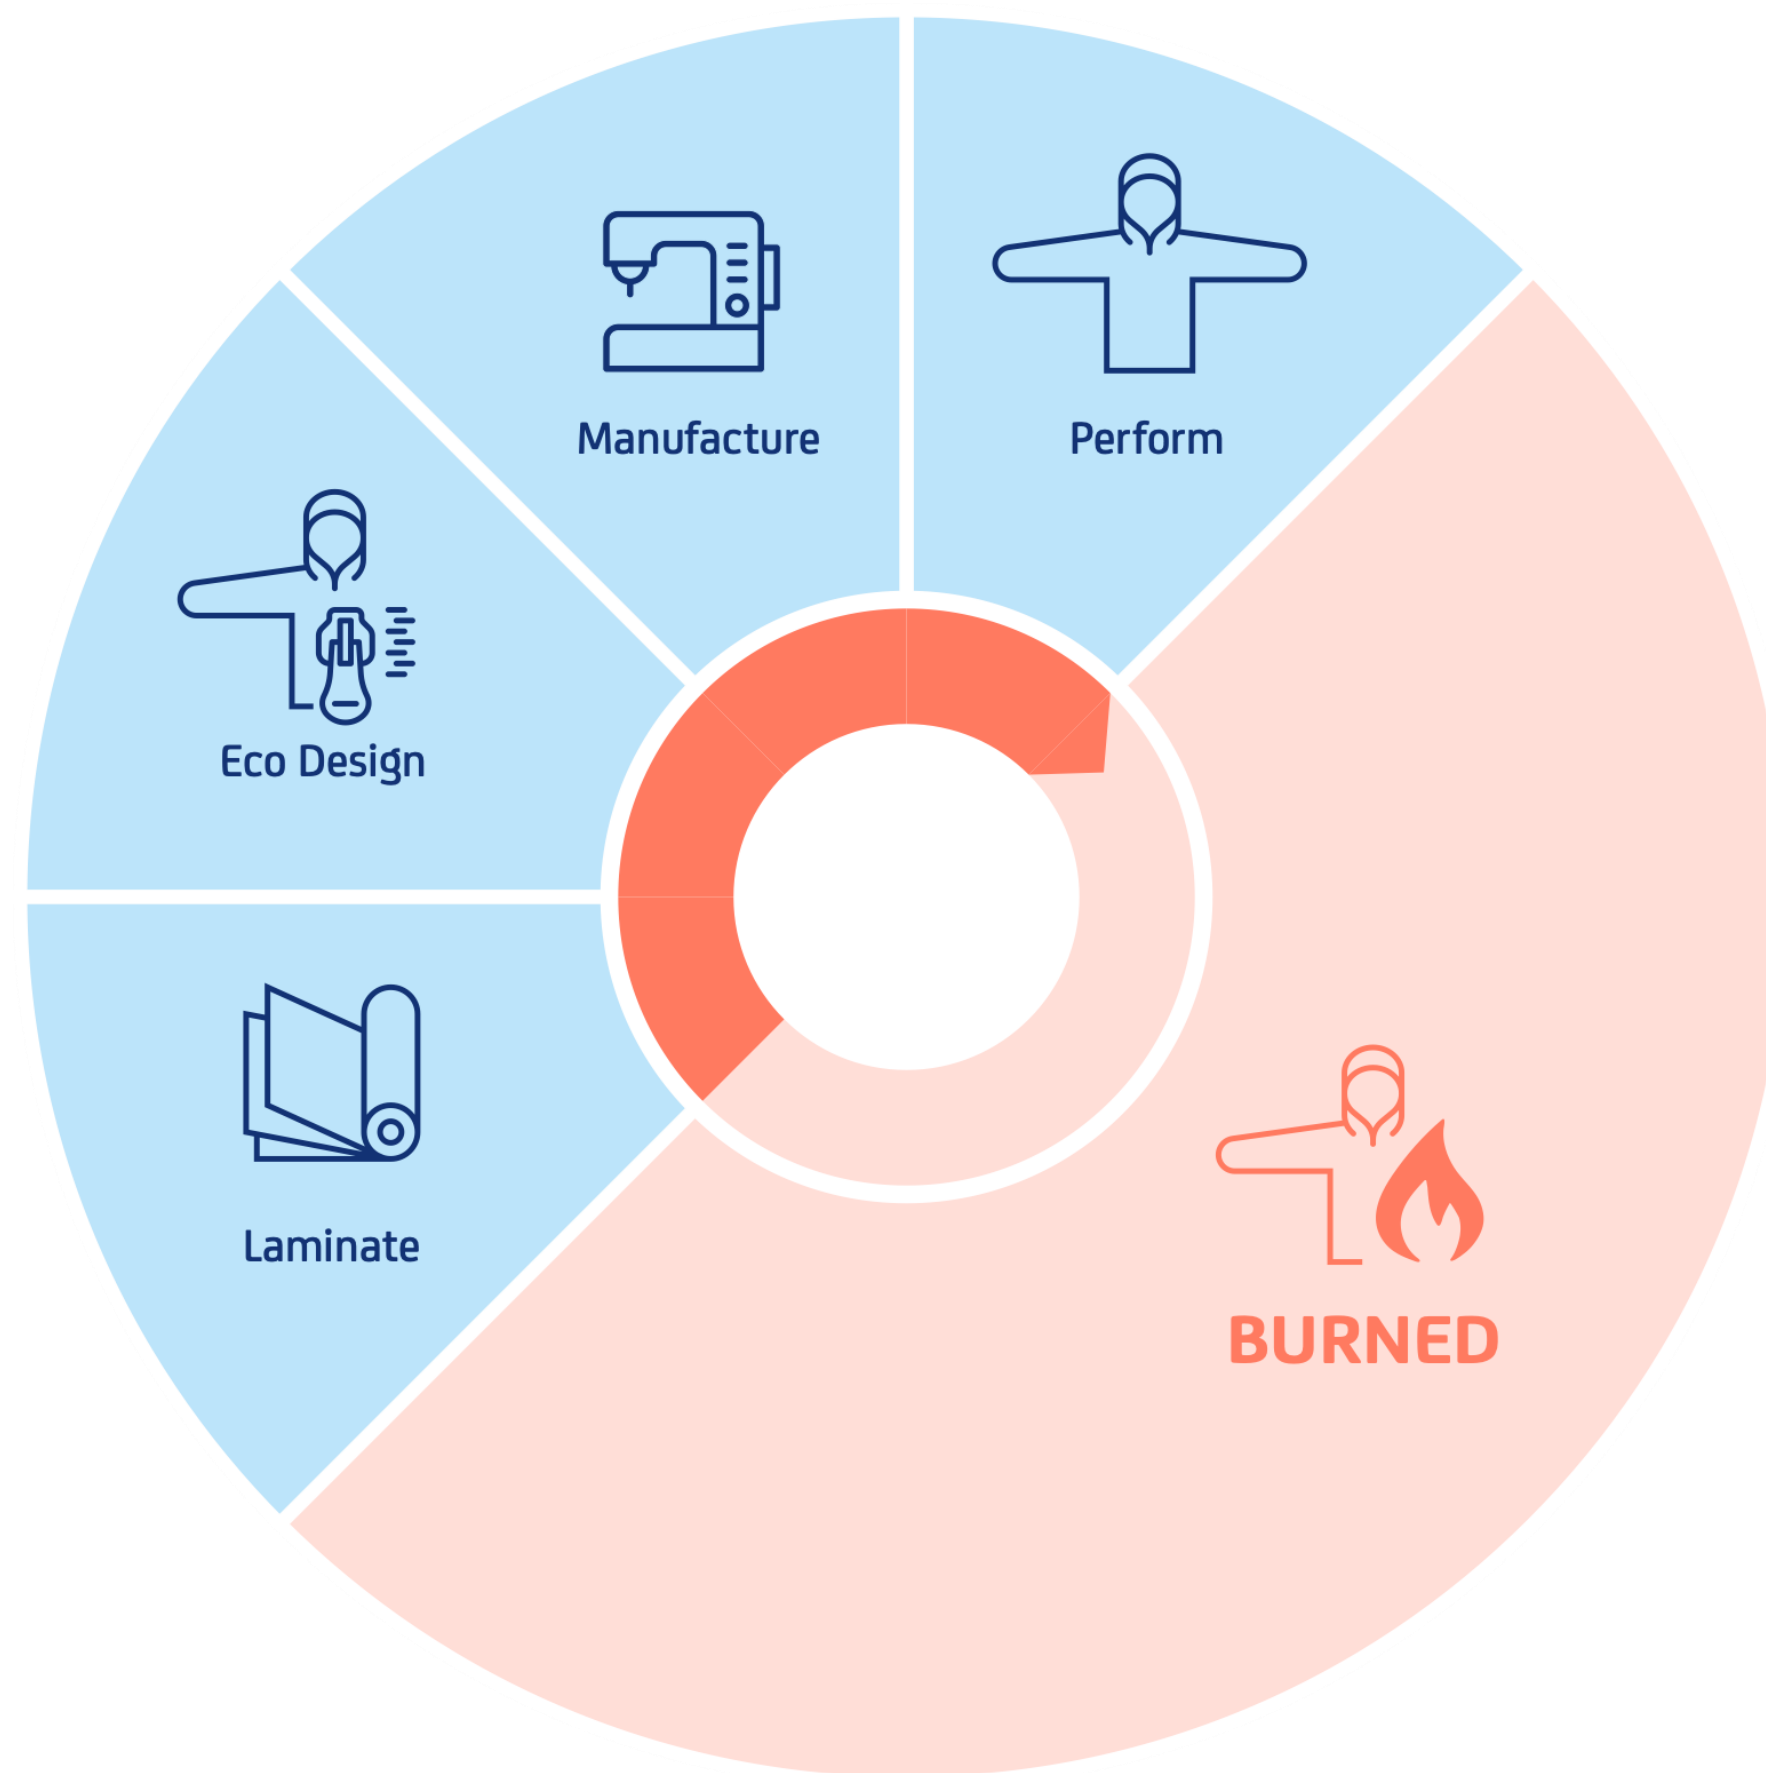 Manufacture
Perform
Eco Design
Laminate
BURNED